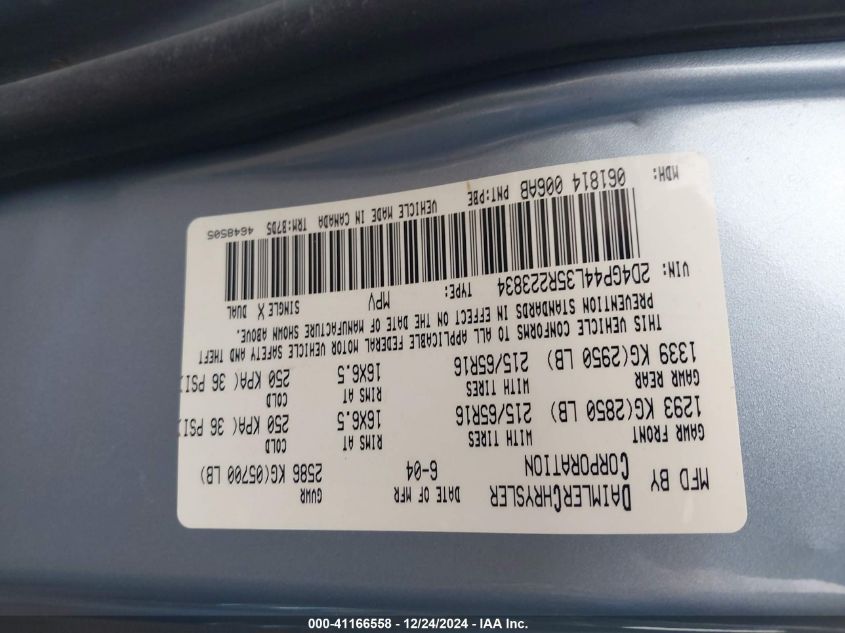 MFD BY DAIMLERCHRYSLER CORPORATION DATE OF MFR 6-04 GVWR 2586 KG(05700 LB)
GAWR FRONT WITH TIRES RIMS AT COLD
1293 KG(2850 LB) 215/65R16 16X6.5 250 KPA(36 PSI)
GAWR REAR WITH TIRES RIMS AT COLD
1339 KG(2950 LB) 215/65R16 16X6.5 250 KPA(36 PSI)
THIS VEHICLE CONFORMS TO ALL APPLICABLE FEDERAL MOTOR VEHICLE SAFETY AND THEFT
PREVENTION STANDARDS IN EFFECT ON THE DATE OF MANUFACTURE SHOWN ABOVE.
VIN: 2D4GP44L35R223834 TYPE: MPV SINGLE X DUAL
MDH: 061814 006AB PNT:PBE VEHICLE MADE IN CANADA TRM:B7D5 4648505
000-41166558 - 12/24/2024 - IAA Inc.